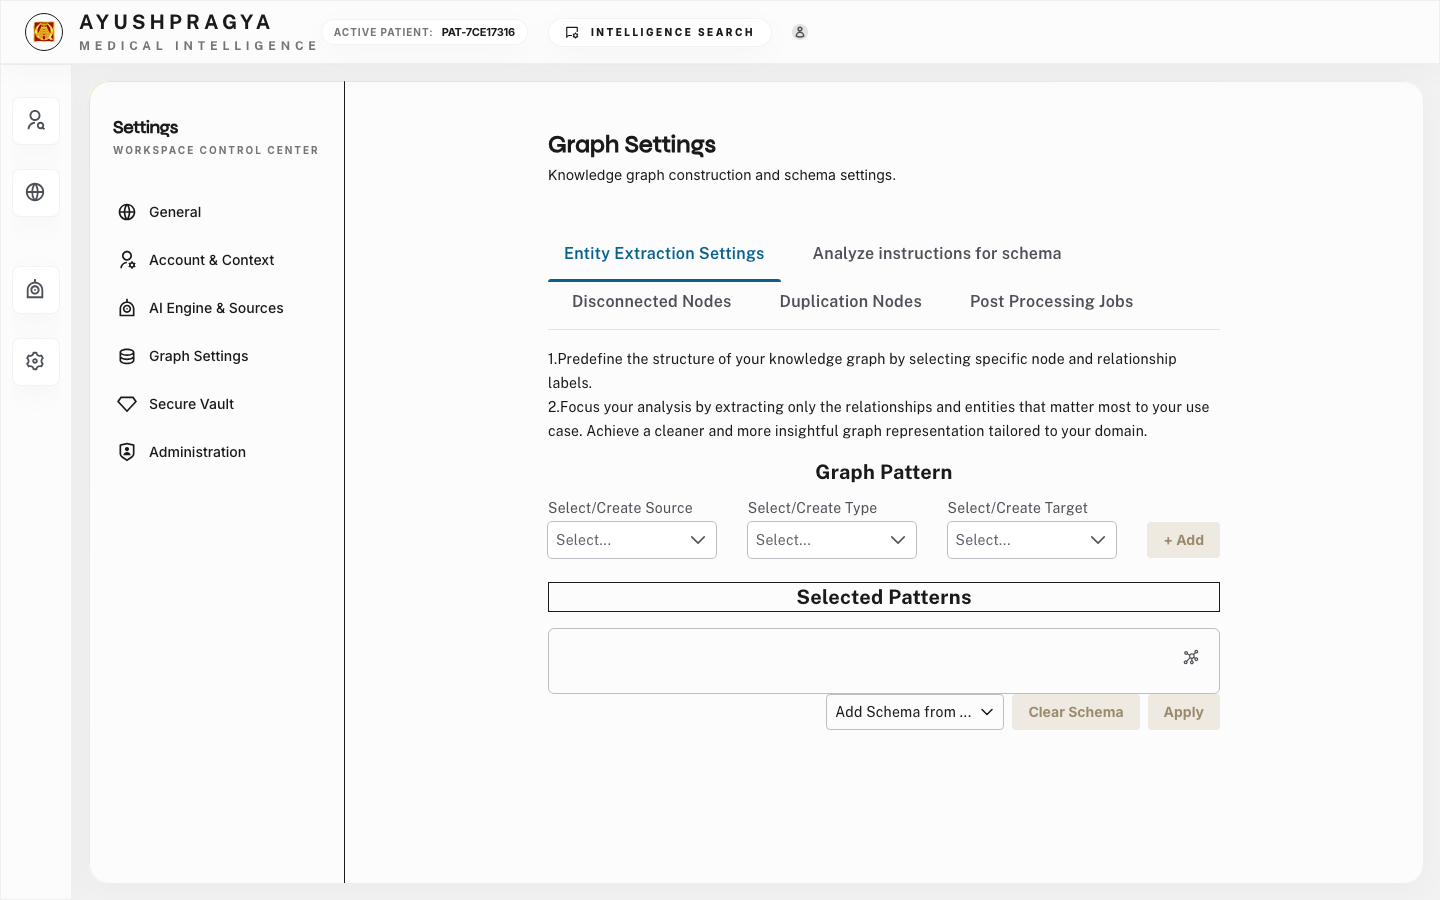 AYUSHPRAGYA
MEDICAL INTELLIGENCE
ACTIVE PATIENT: PAT-7CE17316
INTELLIGENCE SEARCH
Settings
WORKSPACE CONTROL CENTER
General
Account & Context
AI Engine & Sources
Graph Settings
Secure Vault
Administration
Graph Settings
Knowledge graph construction and schema settings.
Entity Extraction Settings
Analyze instructions for schema
Disconnected Nodes
Duplication Nodes
Post Processing Jobs
1.Predefine the structure of your knowledge graph by selecting specific node and relationship
labels.
2.Focus your analysis by extracting only the relationships and entities that matter most to your use
case. Achieve a cleaner and more insightful graph representation tailored to your domain.
Graph Pattern
Select/Create Source
Select/Create Type
Select/Create Target
Select...
Select...
Select...
+ Add
Selected Patterns
Add Schema from ...
Clear Schema
Apply